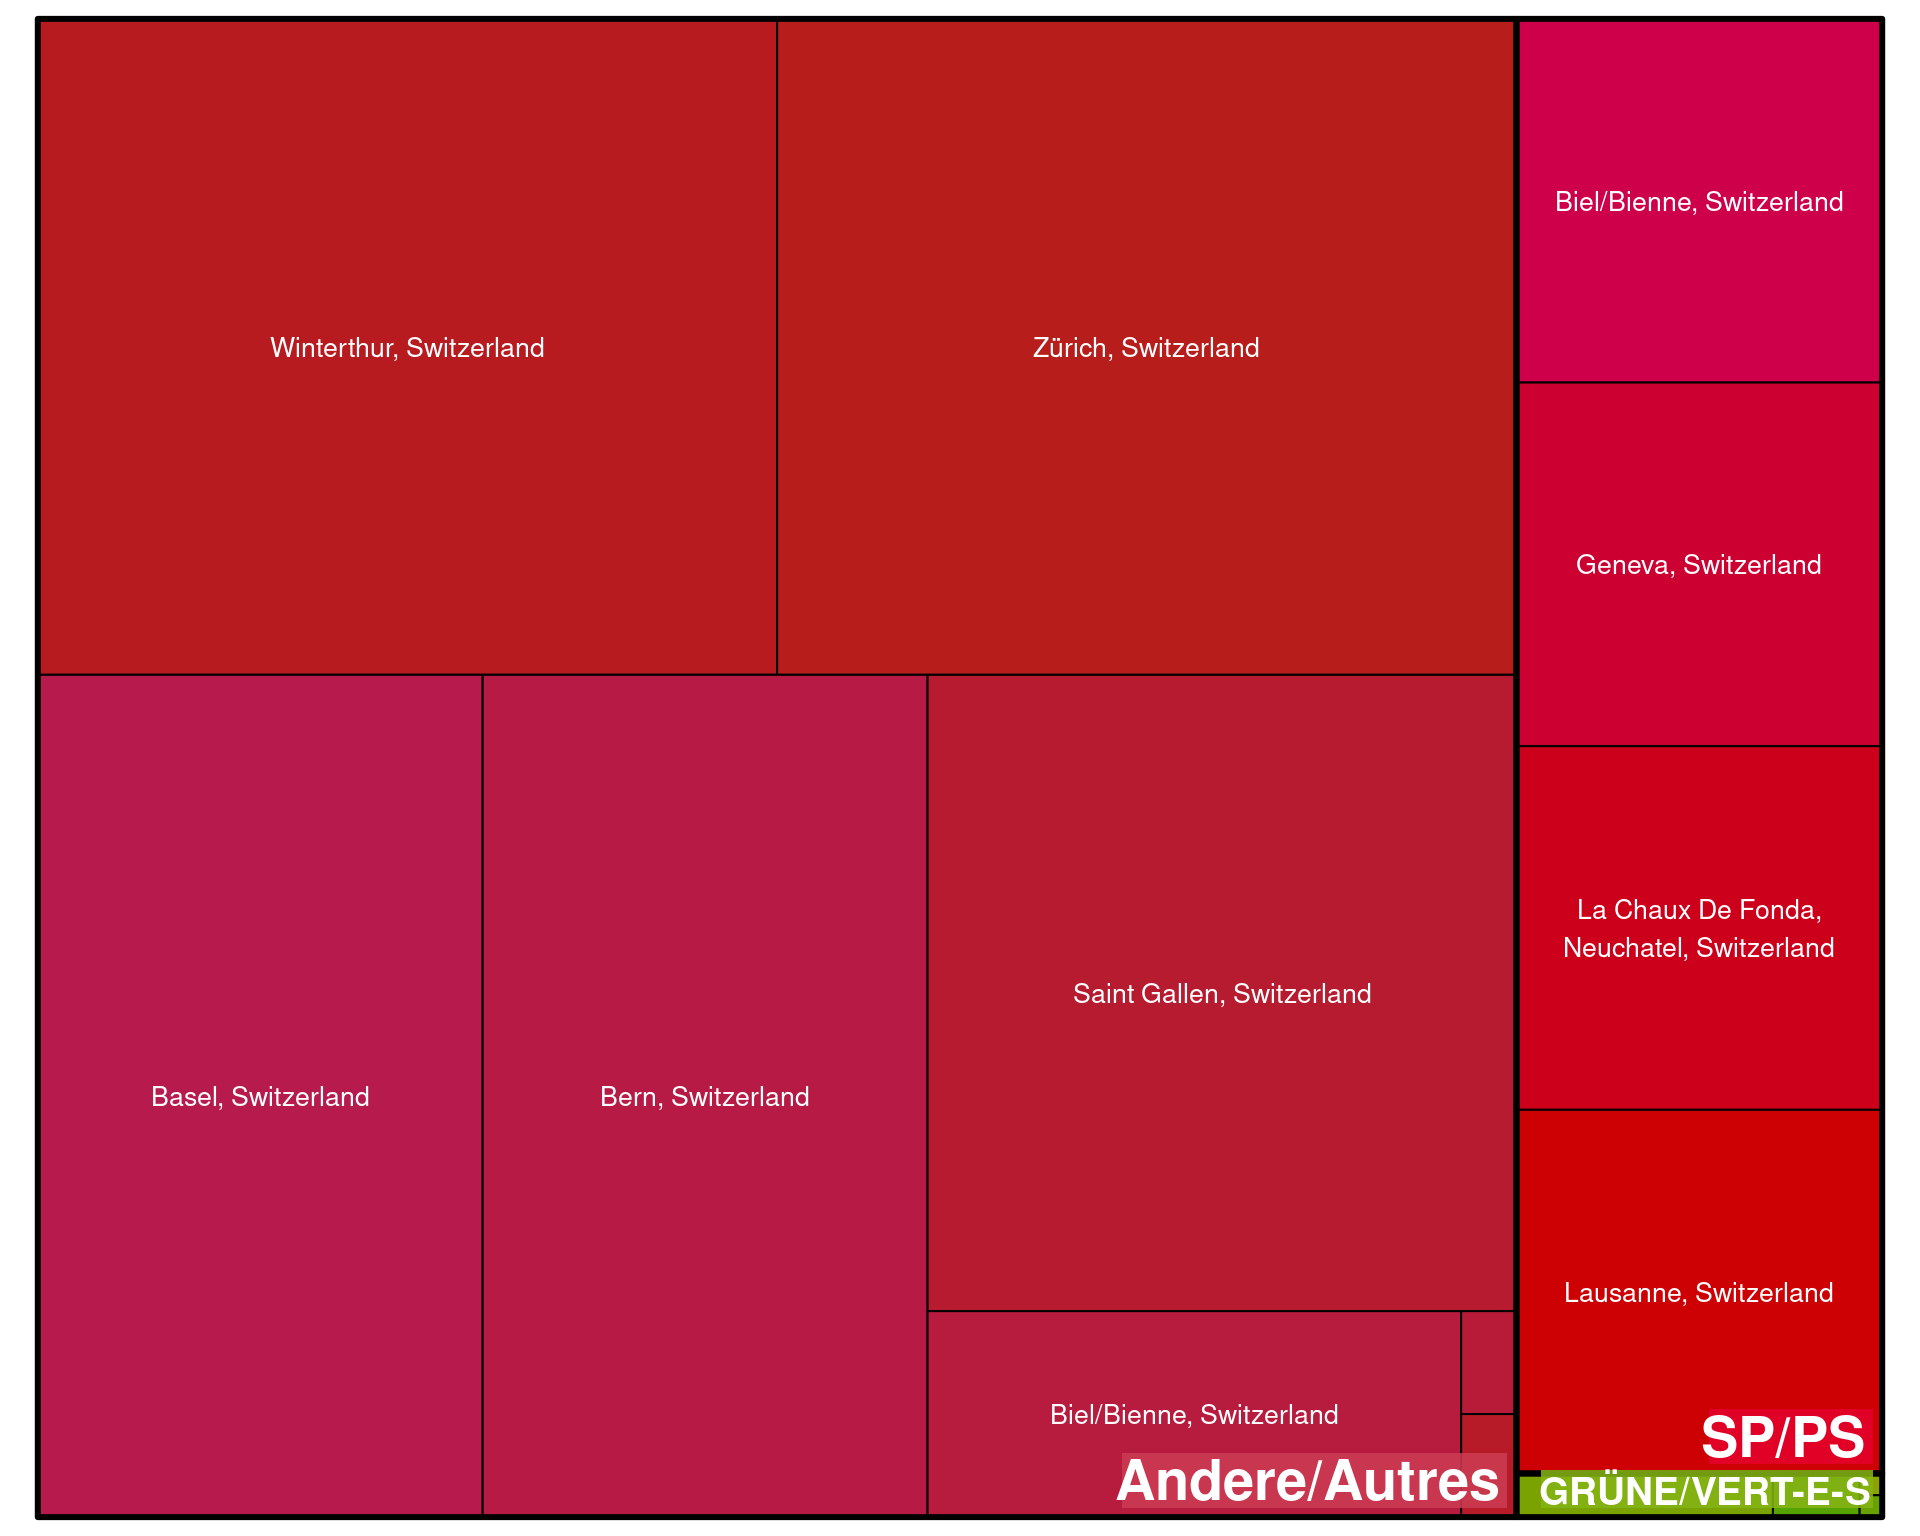 Winterthur, Switzerland
Zürich, Switzerland
Biel/Bienne, Switzerland
Geneva, Switzerland
La Chaux De Fonda,
Neuchatel, Switzerland
Saint Gallen, Switzerland
Basel, Switzerland
Bern, Switzerland
Lausanne, Switzerland
Biel/Bienne, Switzerland
SP/PS
Andere/Autres
GRÜNE/VERT-E-S